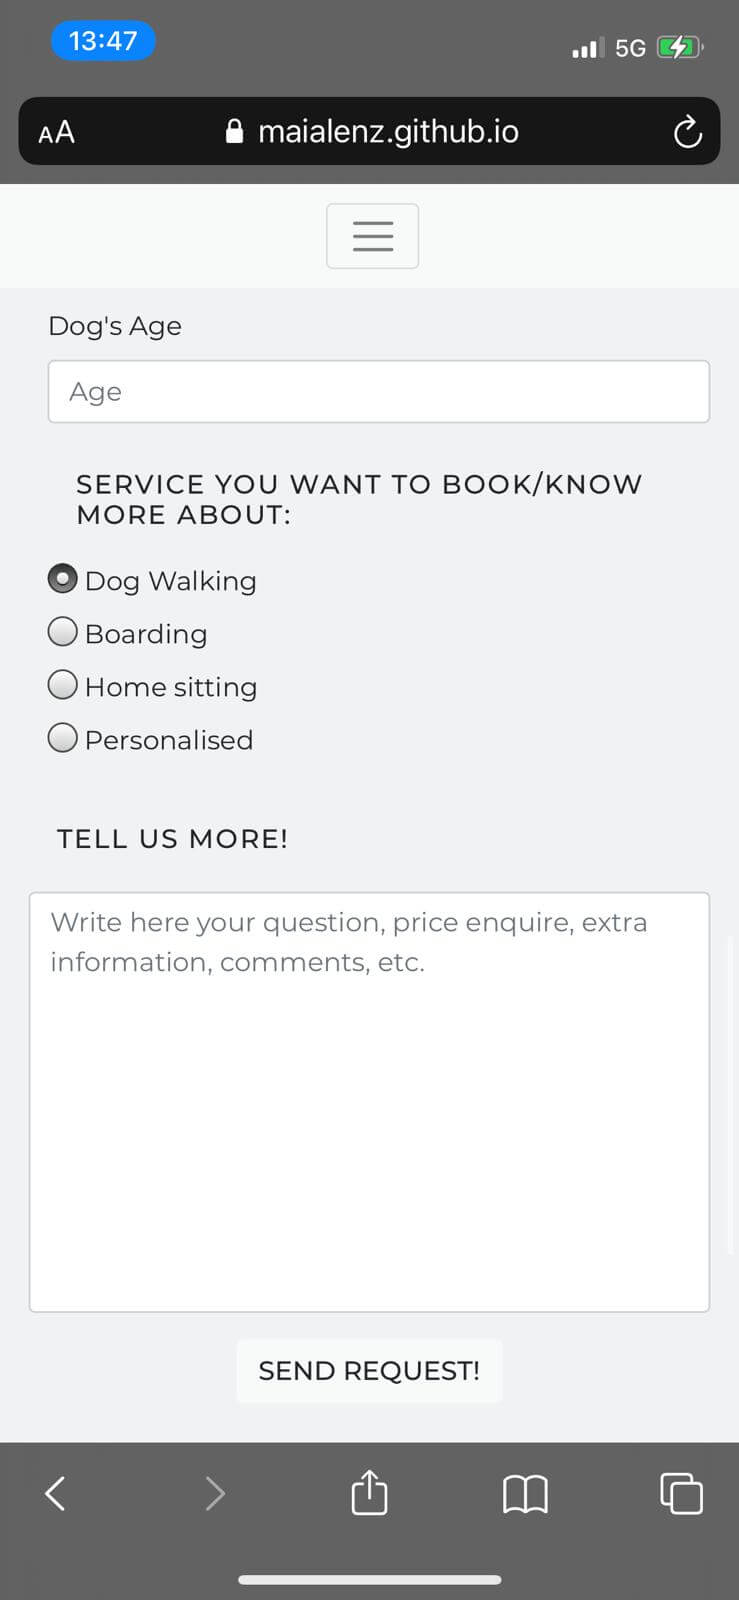 13:47
5G
AA
maialenz.github.io
Dog's Age
Age
SERVICE YOU WANT TO BOOK/KNOW
MORE ABOUT:
Dog Walking
Boarding
Home sitting
Personalised
TELL US MORE!
Write here your question, price enquire, extra
information, comments, etc.
SEND REQUEST!